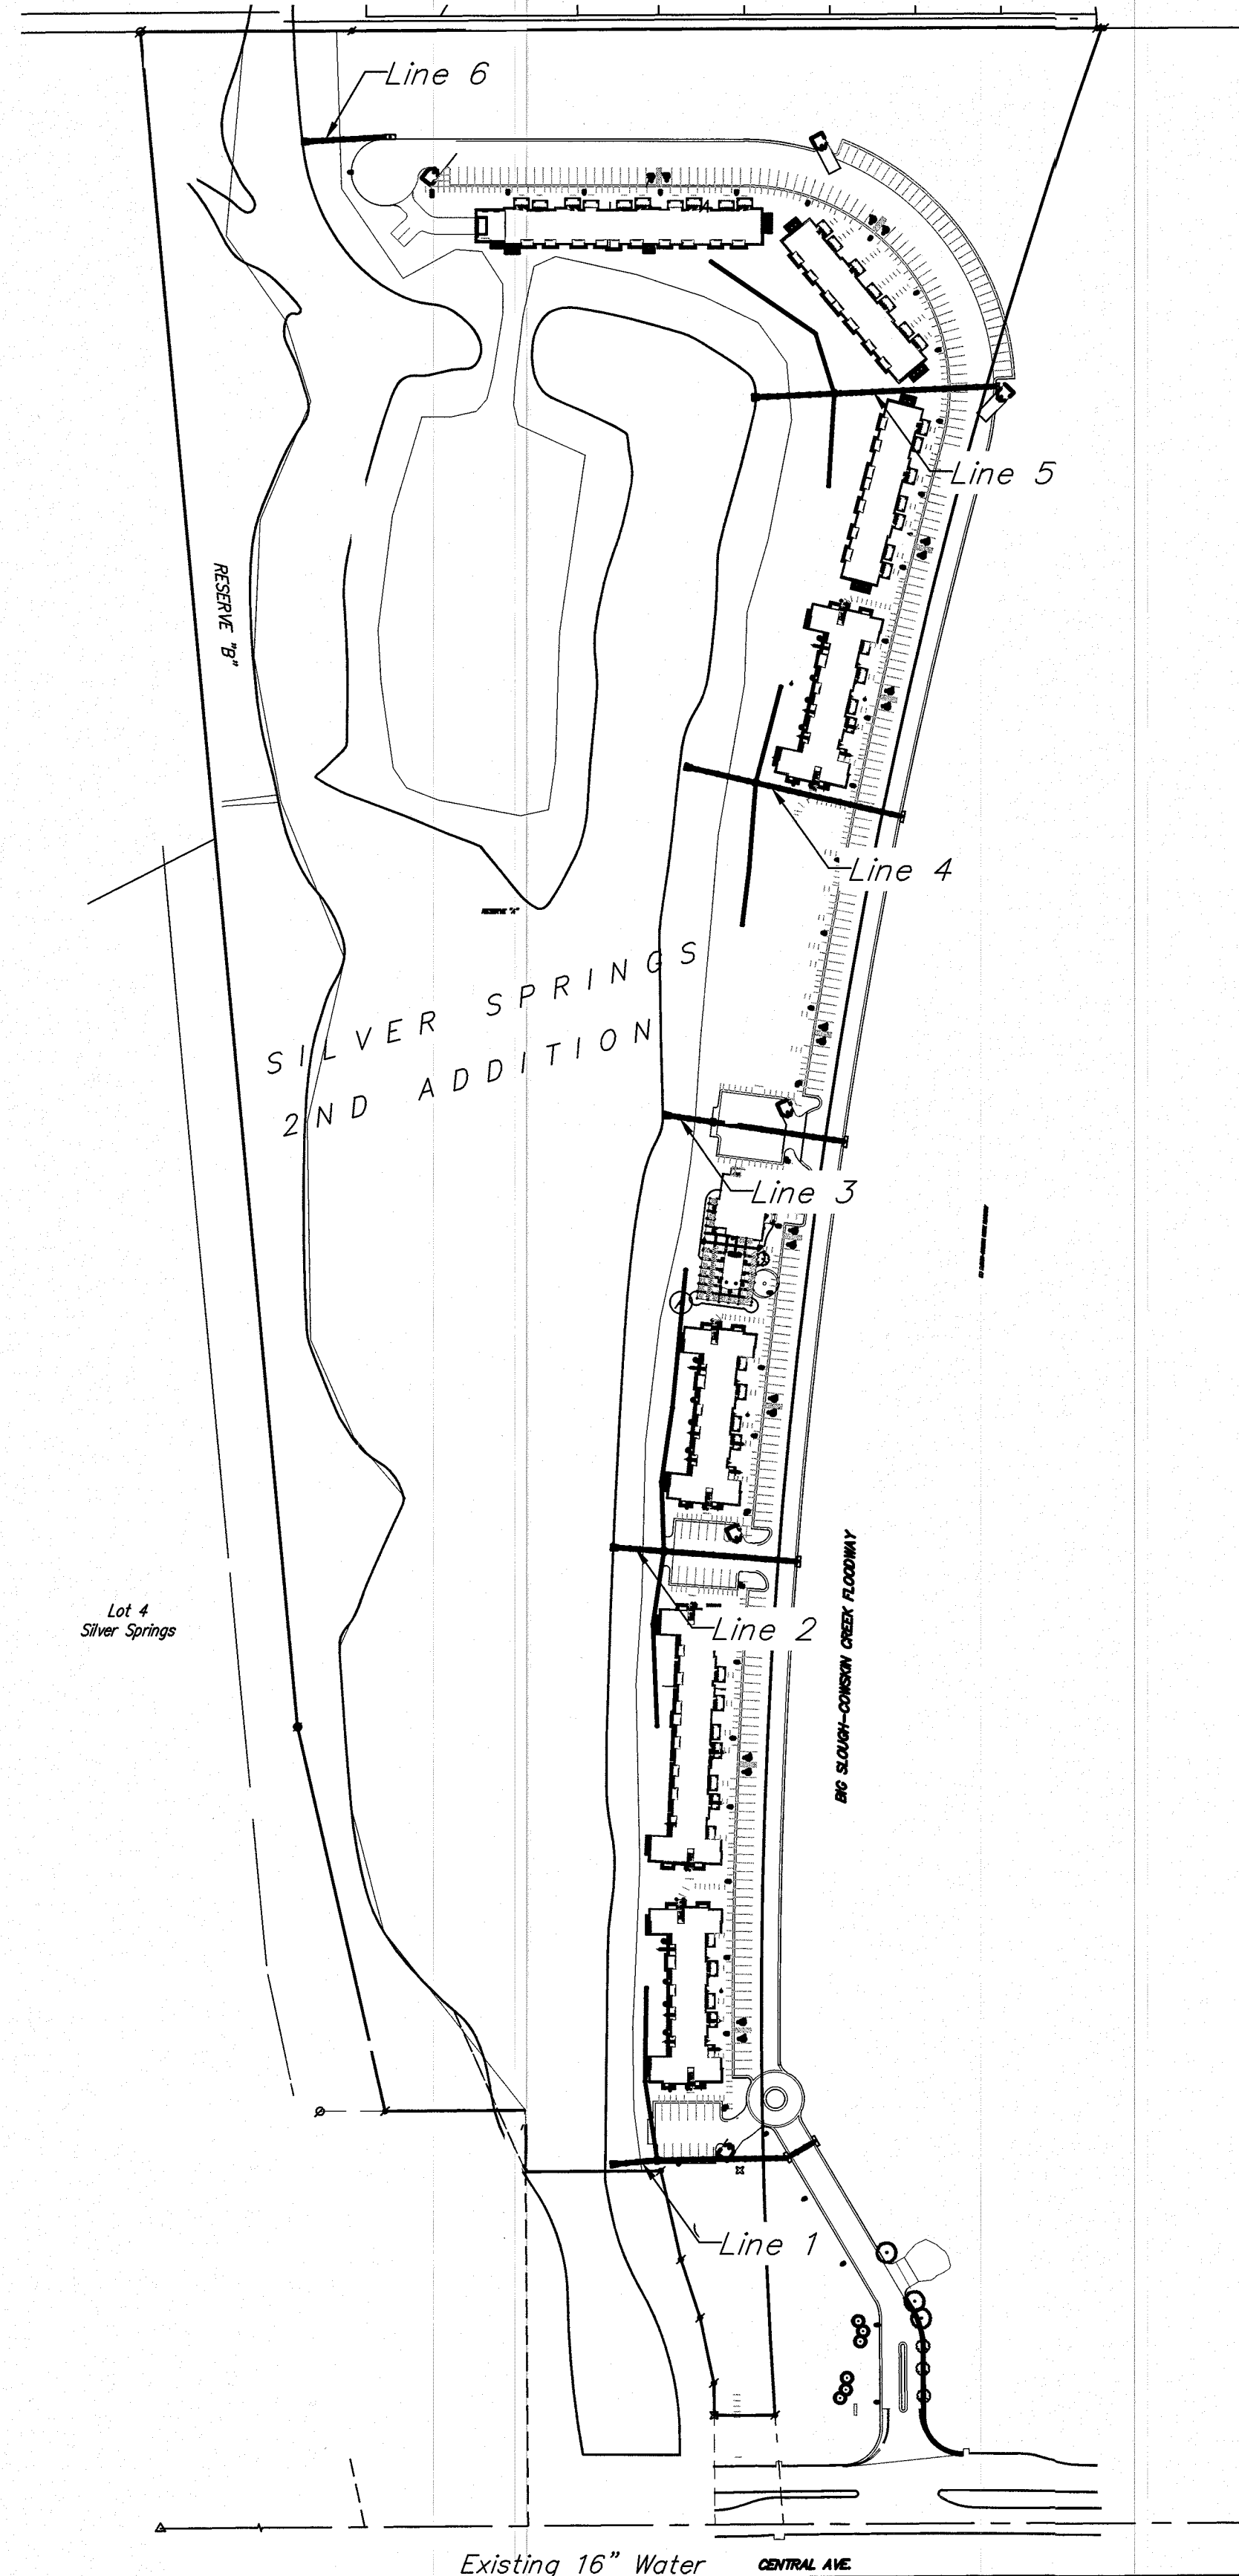 Line 6
Line 5
RESERVE "B"
Line 4
RESERVE "A"
SILVER SPRINGS
2ND ADDITION
Line 3
Lot 4
Silver Springs
Line 2
BIG SLOUGH-COWSKIN CREEK FLOODWAY
Line 1
Existing 16" Water
CENTRAL AVE.